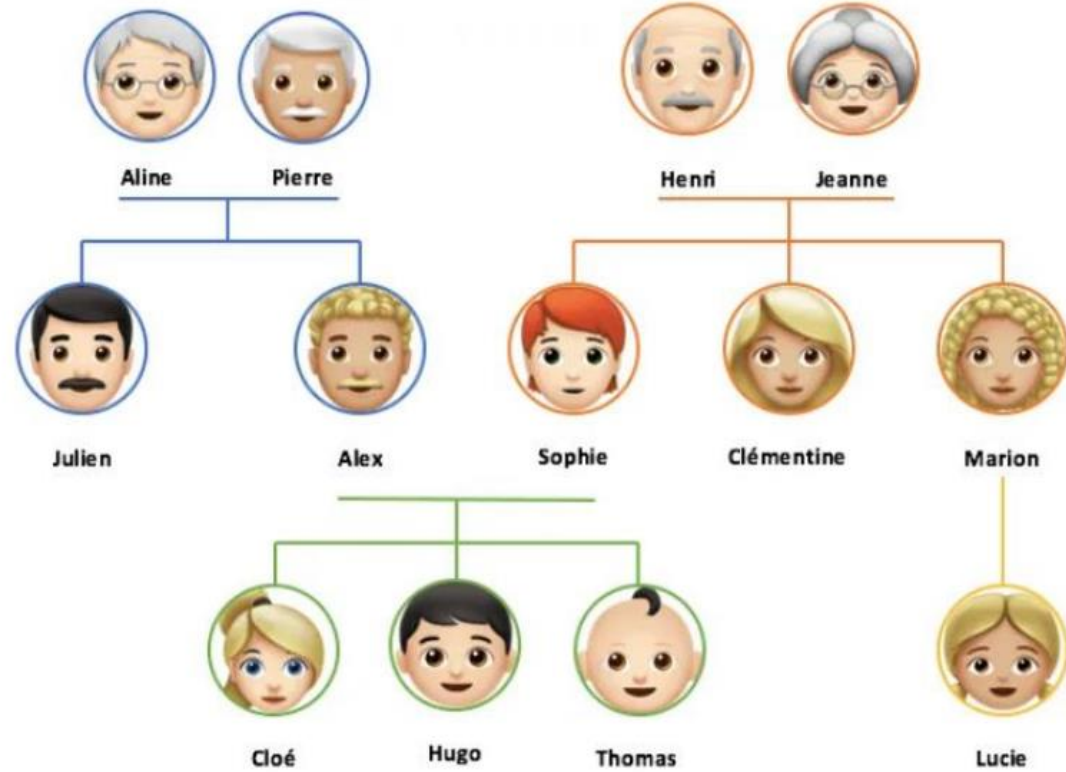 Aline Pierre Henri Jeanne
Julien Alex Sophie Clémentine Marion
Cloé Hugo Thomas Lucie